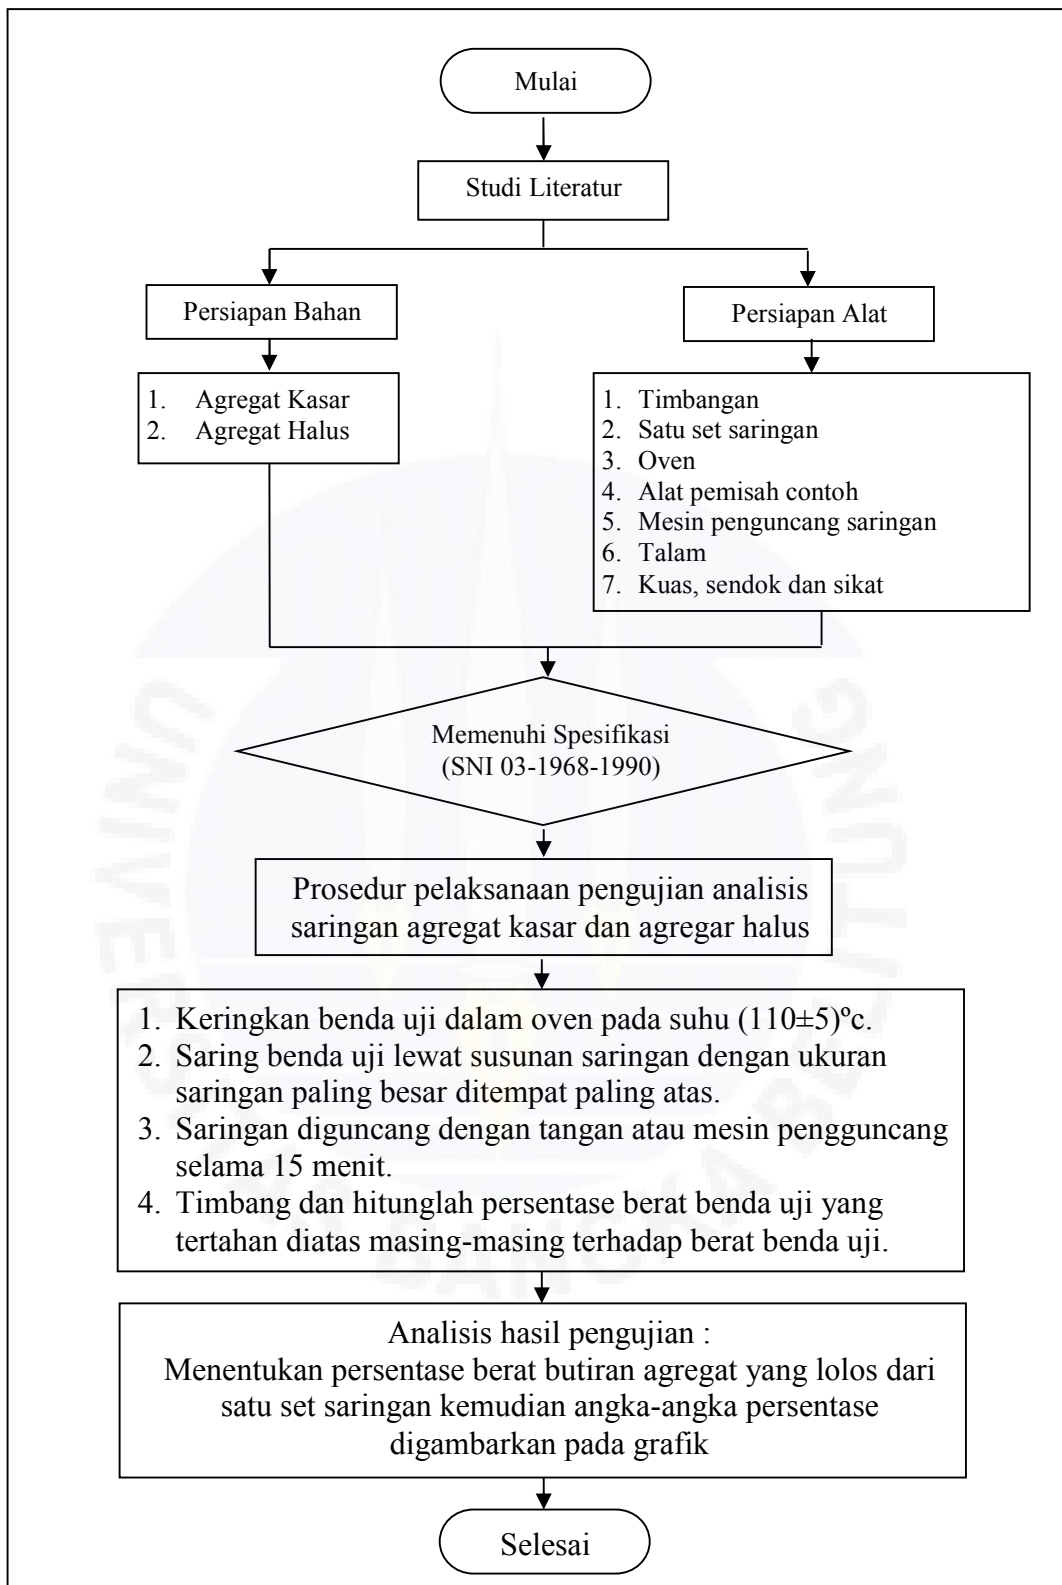 Mulai
Studi Literatur
Persiapan Bahan
Persiapan Alat
1. Agregat Kasar
2. Agregat Halus
1. Timbangan
2. Satu set saringan
3. Oven
4. Alat pemisah contoh
5. Mesin penguncang saringan
6. Talam
7. Kuas, sendok dan sikat
Memenuhi Spesifikasi
(SNI 03-1968-1990)
Prosedur pelaksanaan pengujian analisis
saringan agregat kasar dan agregar halus
1. Keringkan benda uji dalam oven pada suhu (110±5)ºc.
2. Saring benda uji lewat susunan saringan dengan ukuran
saringan paling besar ditempat paling atas.
3. Saringan diguncang dengan tangan atau mesin pengguncang
selama 15 menit.
4. Timbang dan hitunglah persentase berat benda uji yang
tertahan diatas masing-masing terhadap berat benda uji.
Analisis hasil pengujian :
Menentukan persentase berat butiran agregat yang lolos dari
satu set saringan kemudian angka-angka persentase
digambarkan pada grafik
Selesai
UNIVERSITAS BANGKA BELITUNG